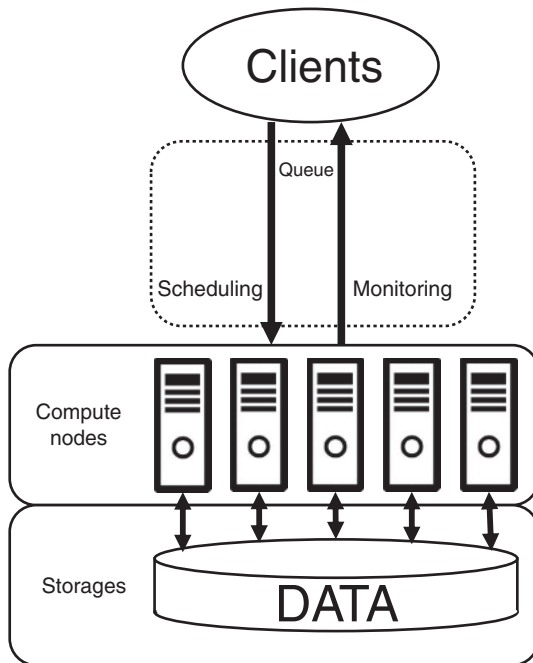 Clients
Queue
Scheduling
Monitoring
Compute
nodes
Storages
DATA